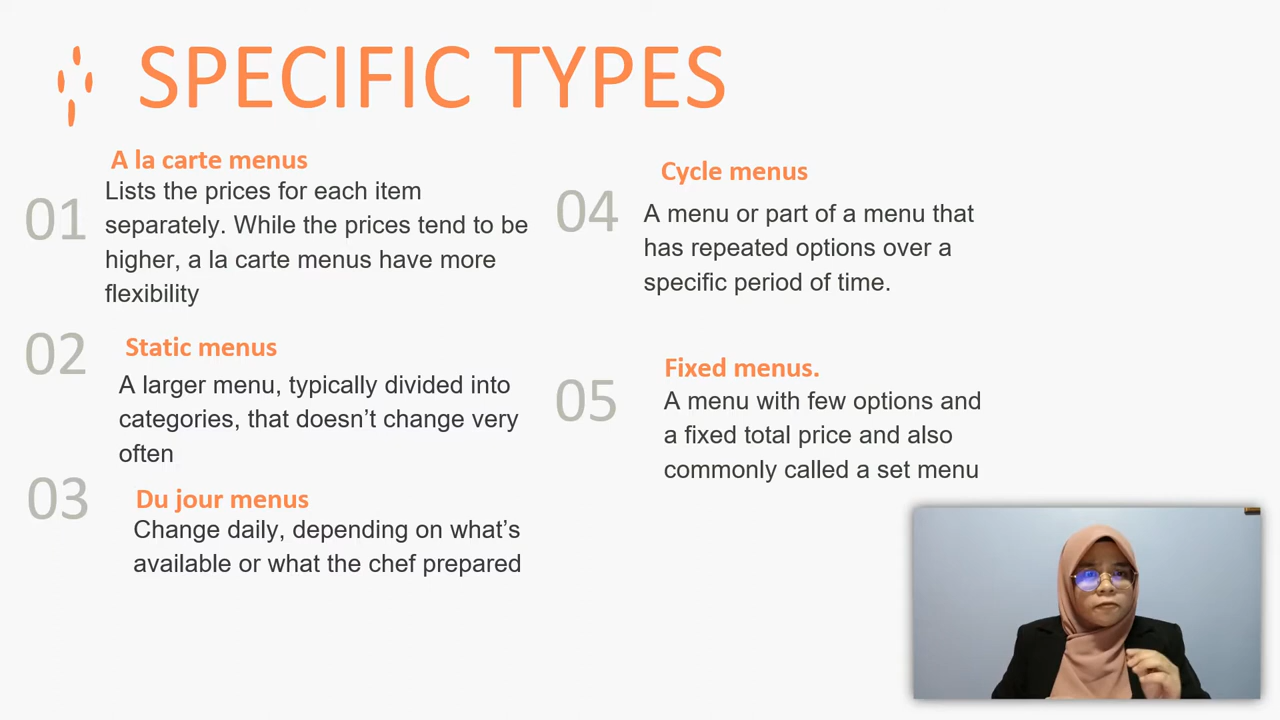 SPECIFIC TYPES
01
A la carte menus
Lists the prices for each item
separately. While the prices tend to be
higher, a la carte menus have more
flexibility
02
Static menus
A larger menu, typically divided into
categories, that doesn’t change very
often
03
Du jour menus
Change daily, depending on what’s
available or what the chef prepared
04
Cycle menus
A menu or part of a menu that
has repeated options over a
specific period of time.
05
Fixed menus.
A menu with few options and
a fixed total price and also
commonly called a set menu